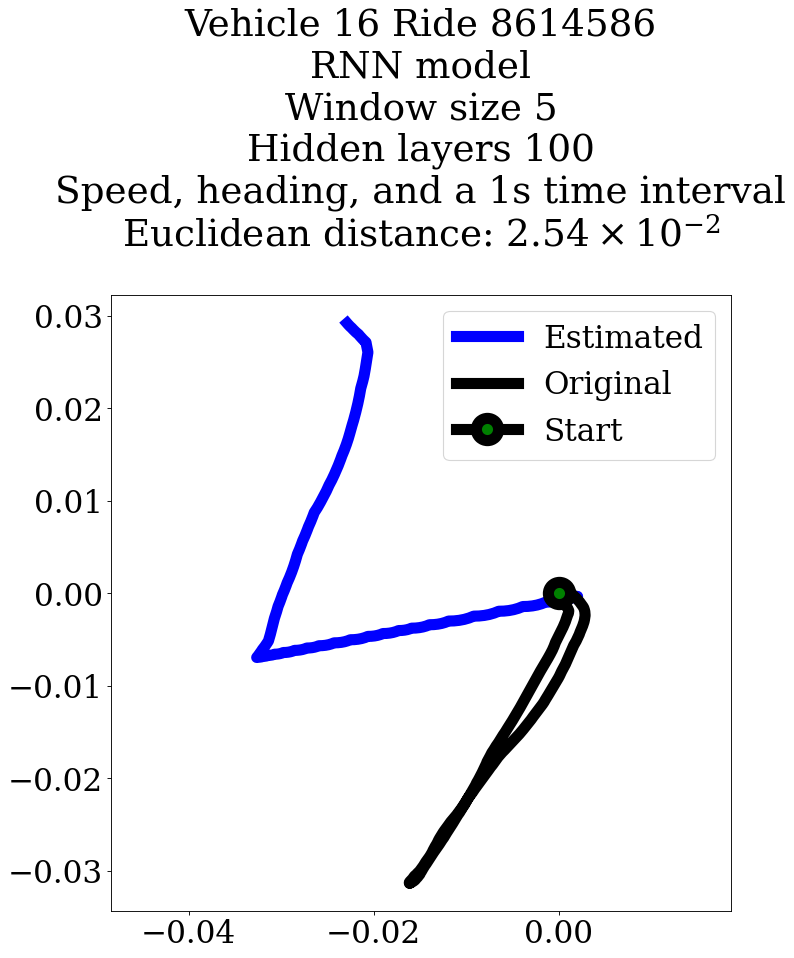 Vehicle 16 Ride 8614586
RNN model
Window size 5
Hidden layers 100
Speed, heading, and a 1s time interval
Euclidean distance: 2.54 × 10⁻²
Estimated
Original
Start
0.03
0.02
0.01
0.00
−0.01
−0.02
−0.03
−0.04 −0.02 0.00